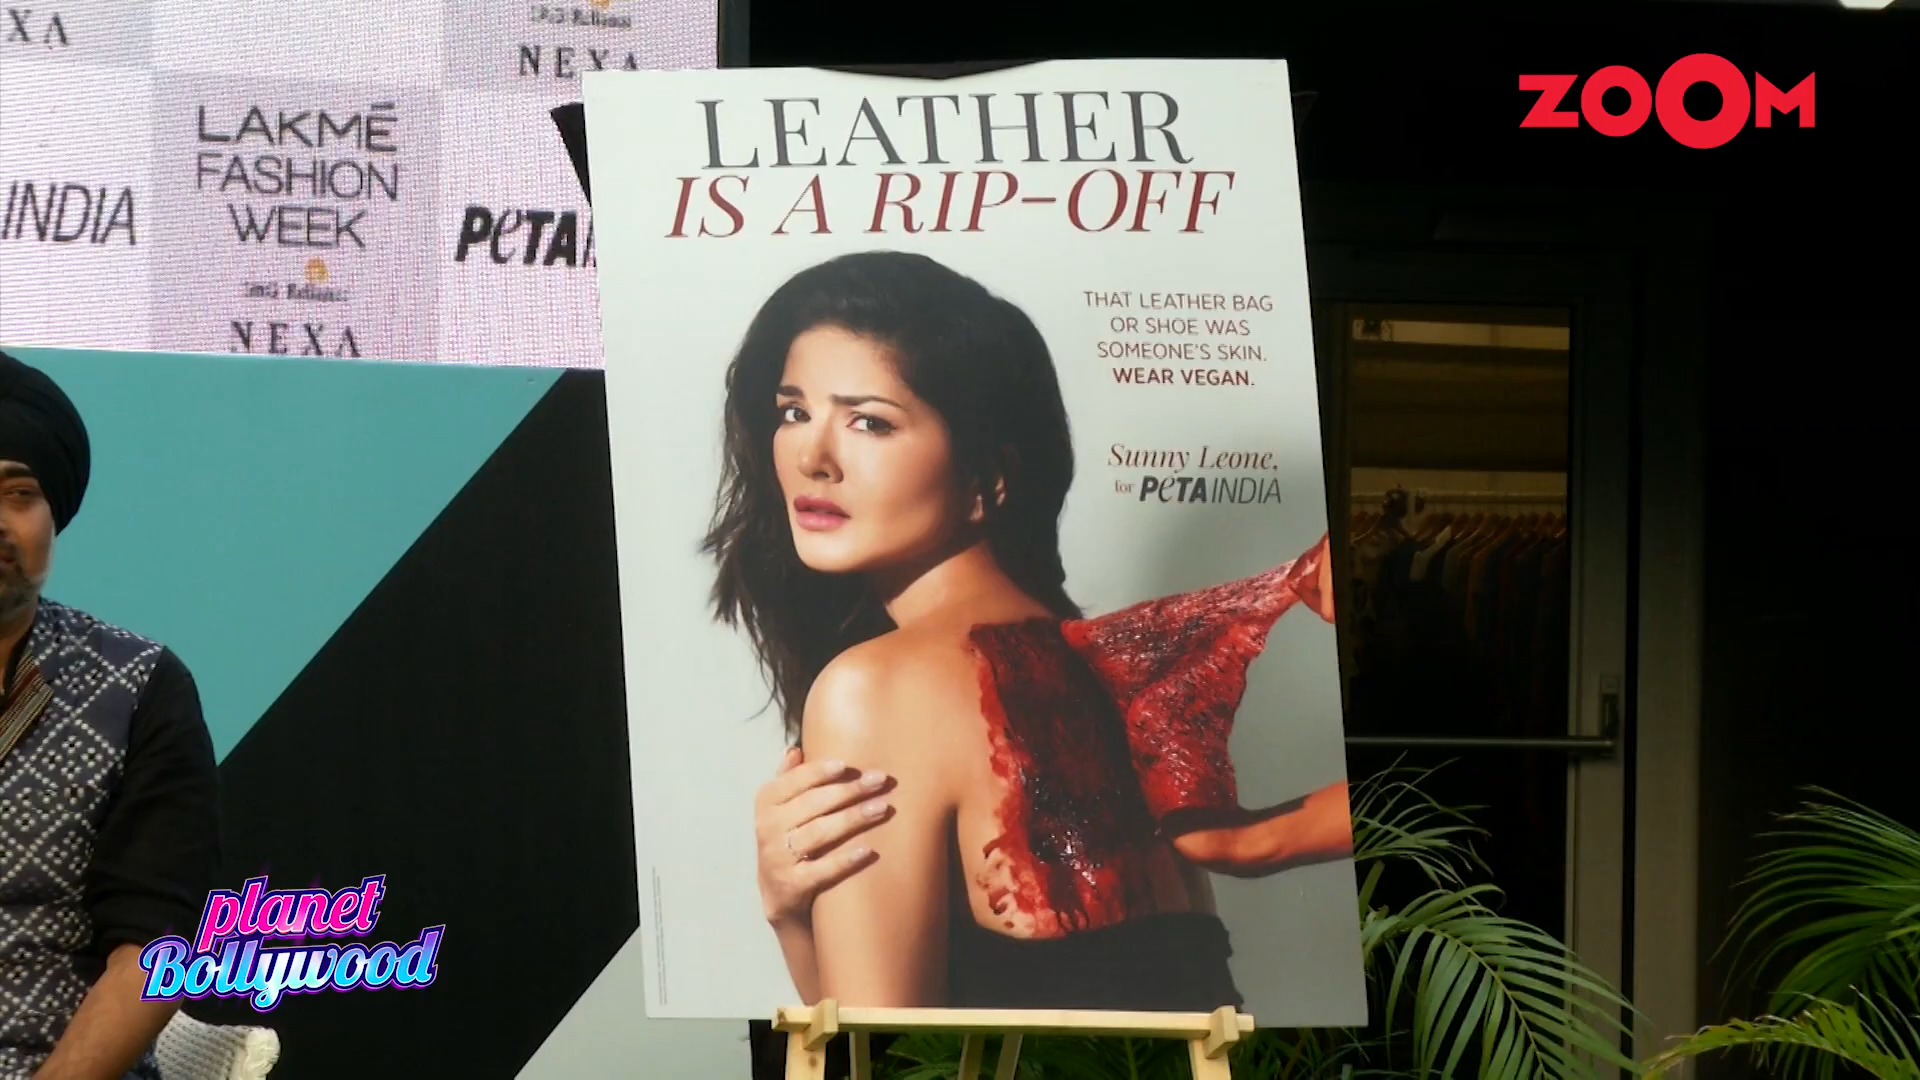 XA
NEXA
LAKMÉ
FASHION
WEEK
INDIA
PETA
NEXA
LEATHER
IS A RIP-OFF
THAT LEATHER BAG
OR SHOE WAS
SOMEONE'S SKIN.
WEAR VEGAN.
Sunny Leone,
for PETA INDIA
ZOOM
planet
Bollywood